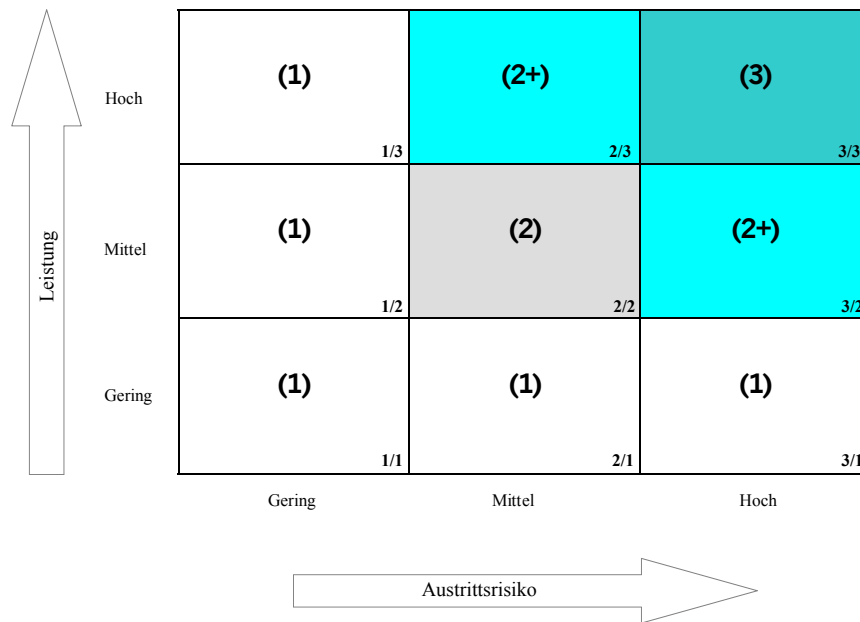 Hoch
(1)
(2+)
(3)
1/3
2/3
3/3
Leistung
Mittel
(1)
(2)
(2+)
1/2
2/2
3/2
Gering
(1)
(1)
(1)
1/1
2/1
3/1
Gering
Mittel
Hoch
Austrittsrisiko